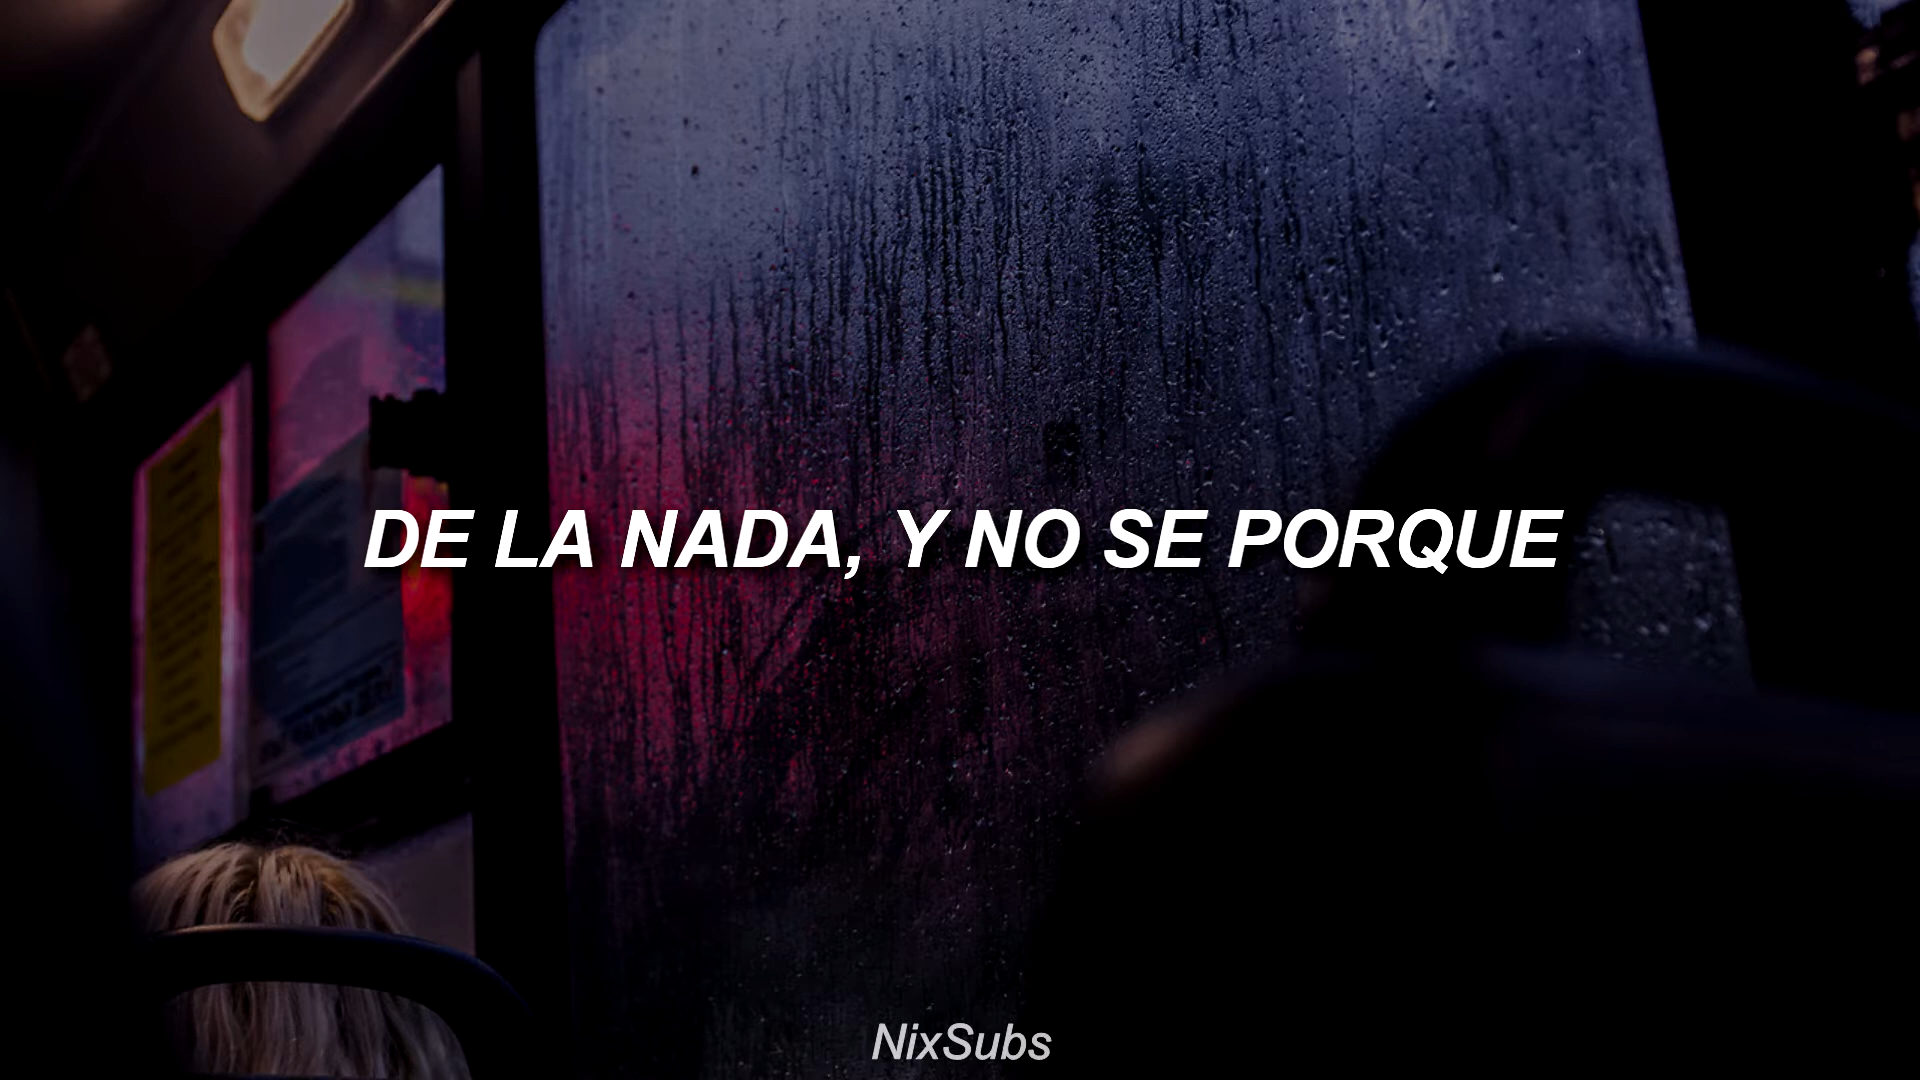 DE LA NADA, Y NO SE PORQUE
NixSubs